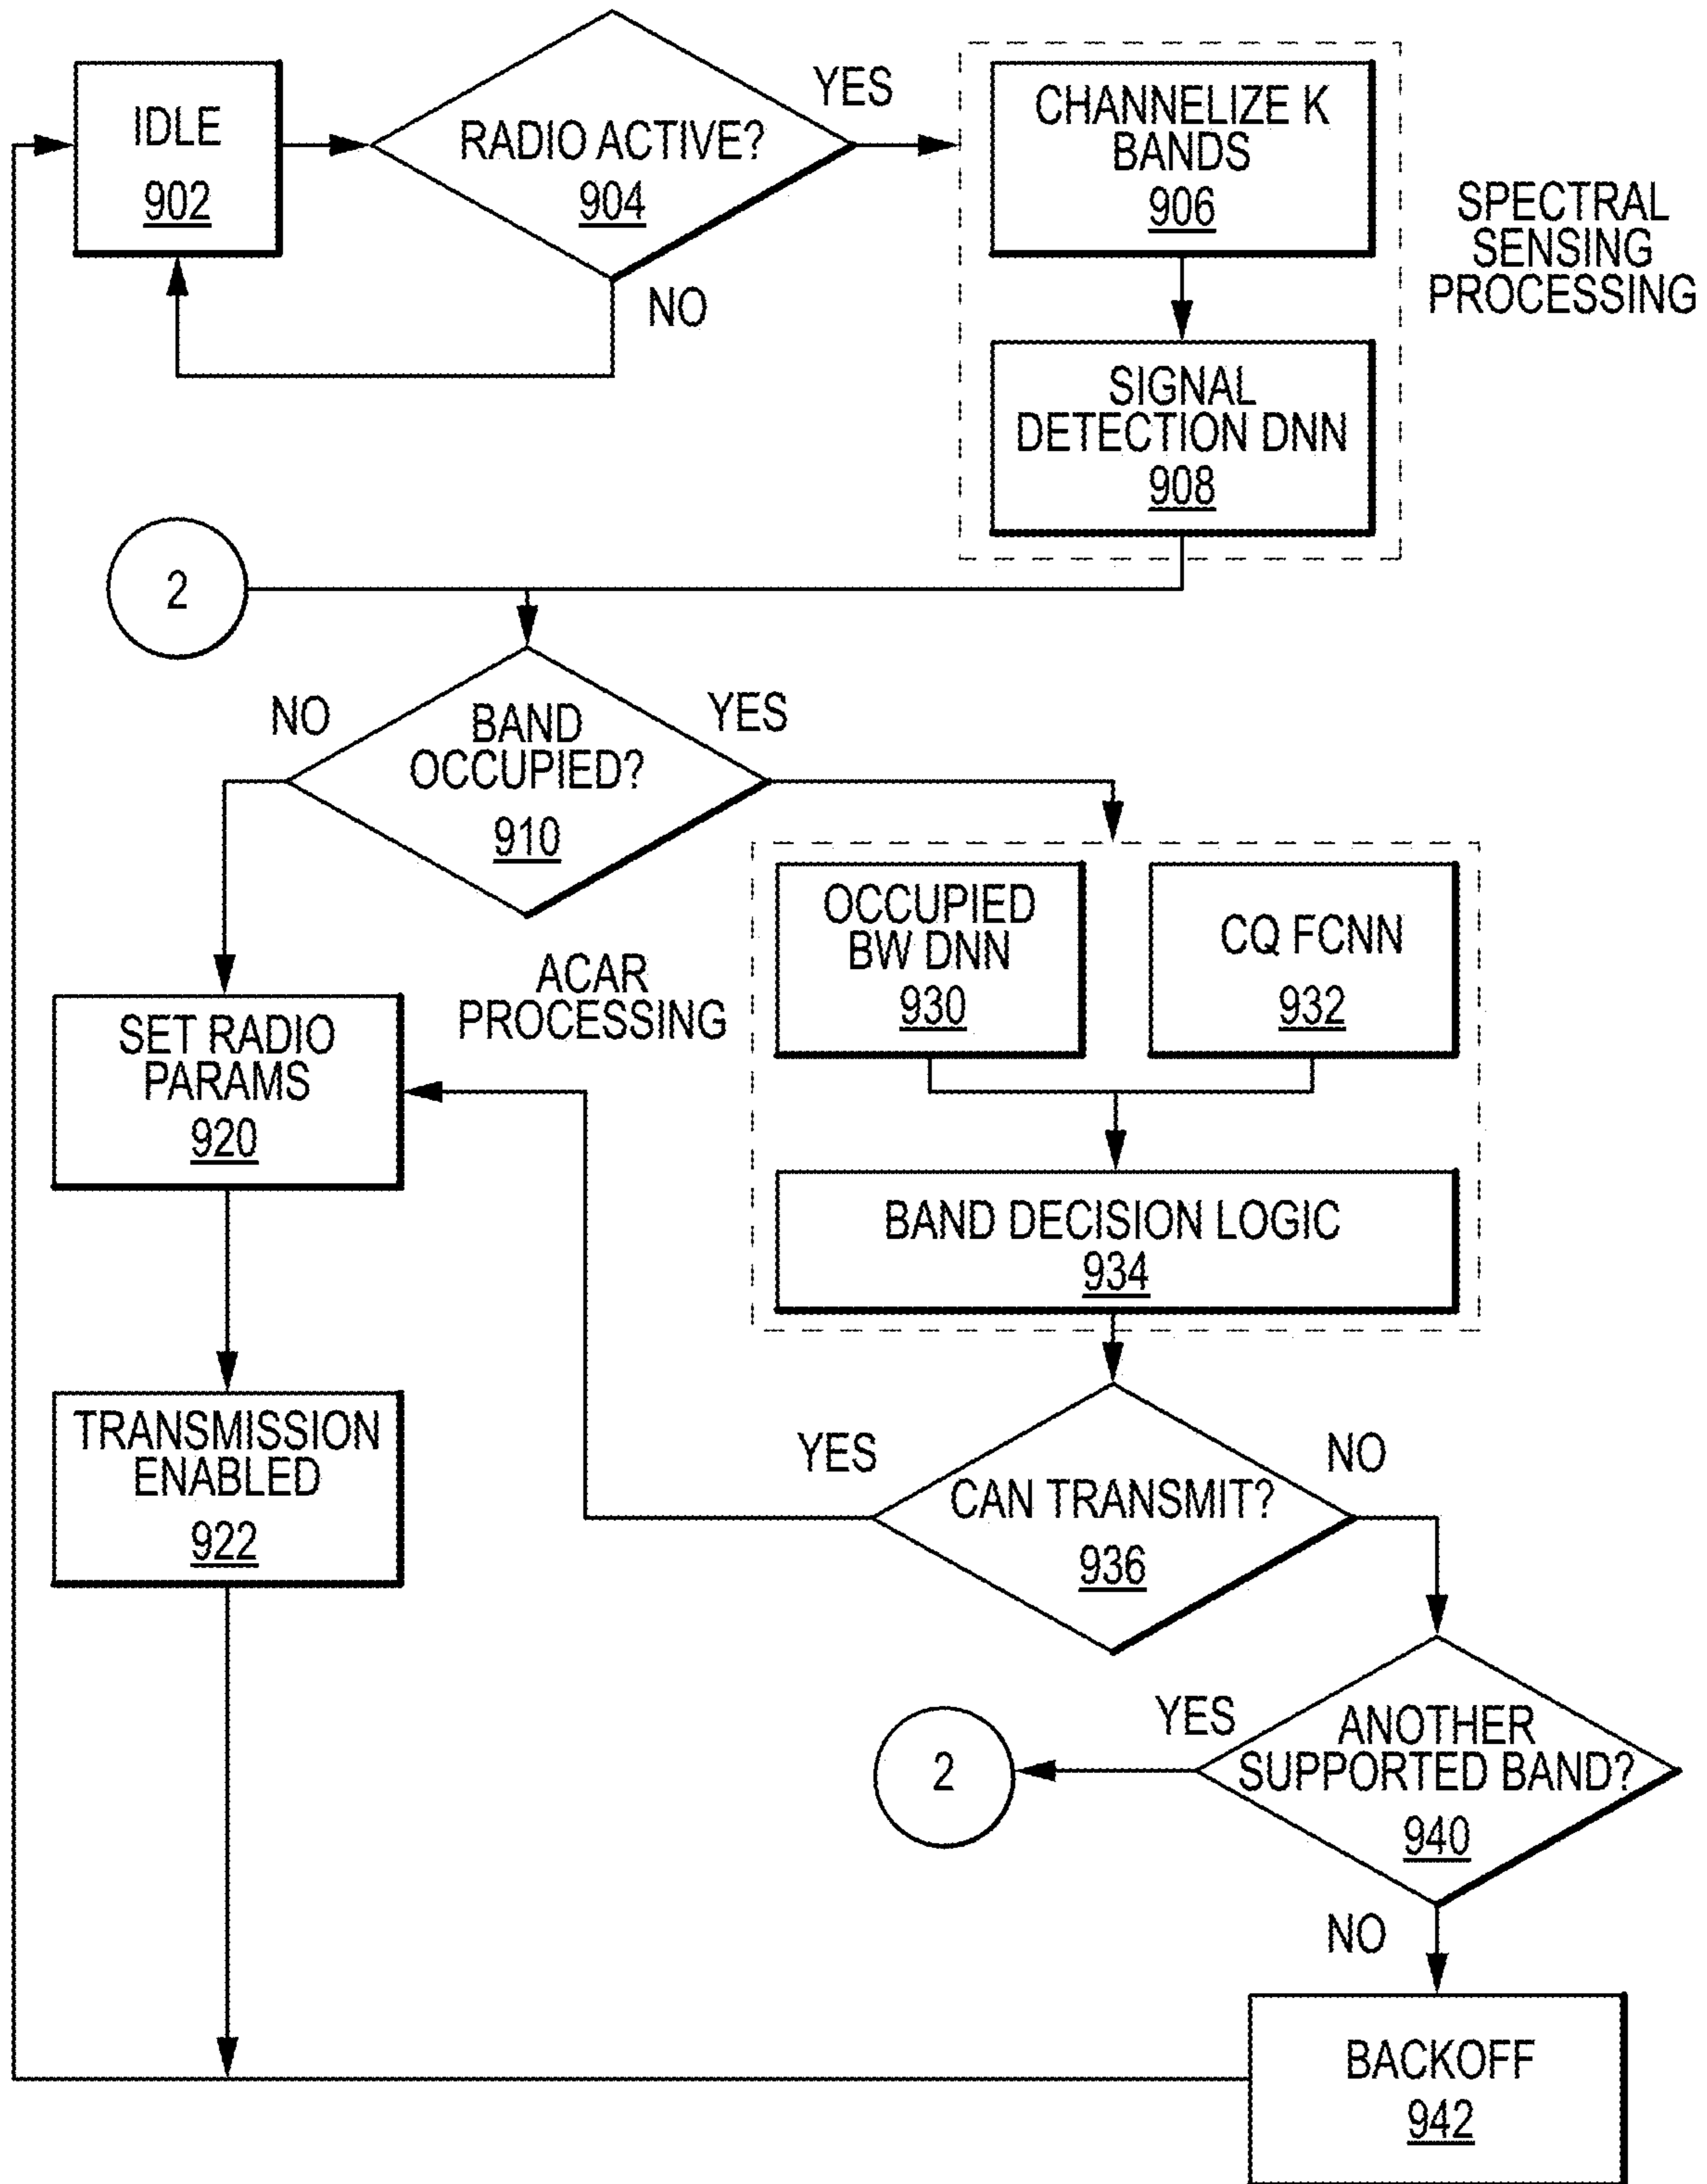 IDLE
902
RADIO ACTIVE?
904
YES
NO
CHANNELIZE K
BANDS
906
SIGNAL
DETECTION DNN
908
SPECTRAL
SENSING
PROCESSING
2
BAND
OCCUPIED?
910
NO
YES
OCCUPIED
BW DNN
930
CQ FCNN
932
ACAR
PROCESSING
SET RADIO
PARAMS
920
BAND DECISION LOGIC
934
TRANSMISSION
ENABLED
922
YES
CAN TRANSMIT?
936
NO
2
YES
ANOTHER
SUPPORTED BAND?
940
NO
BACKOFF
942